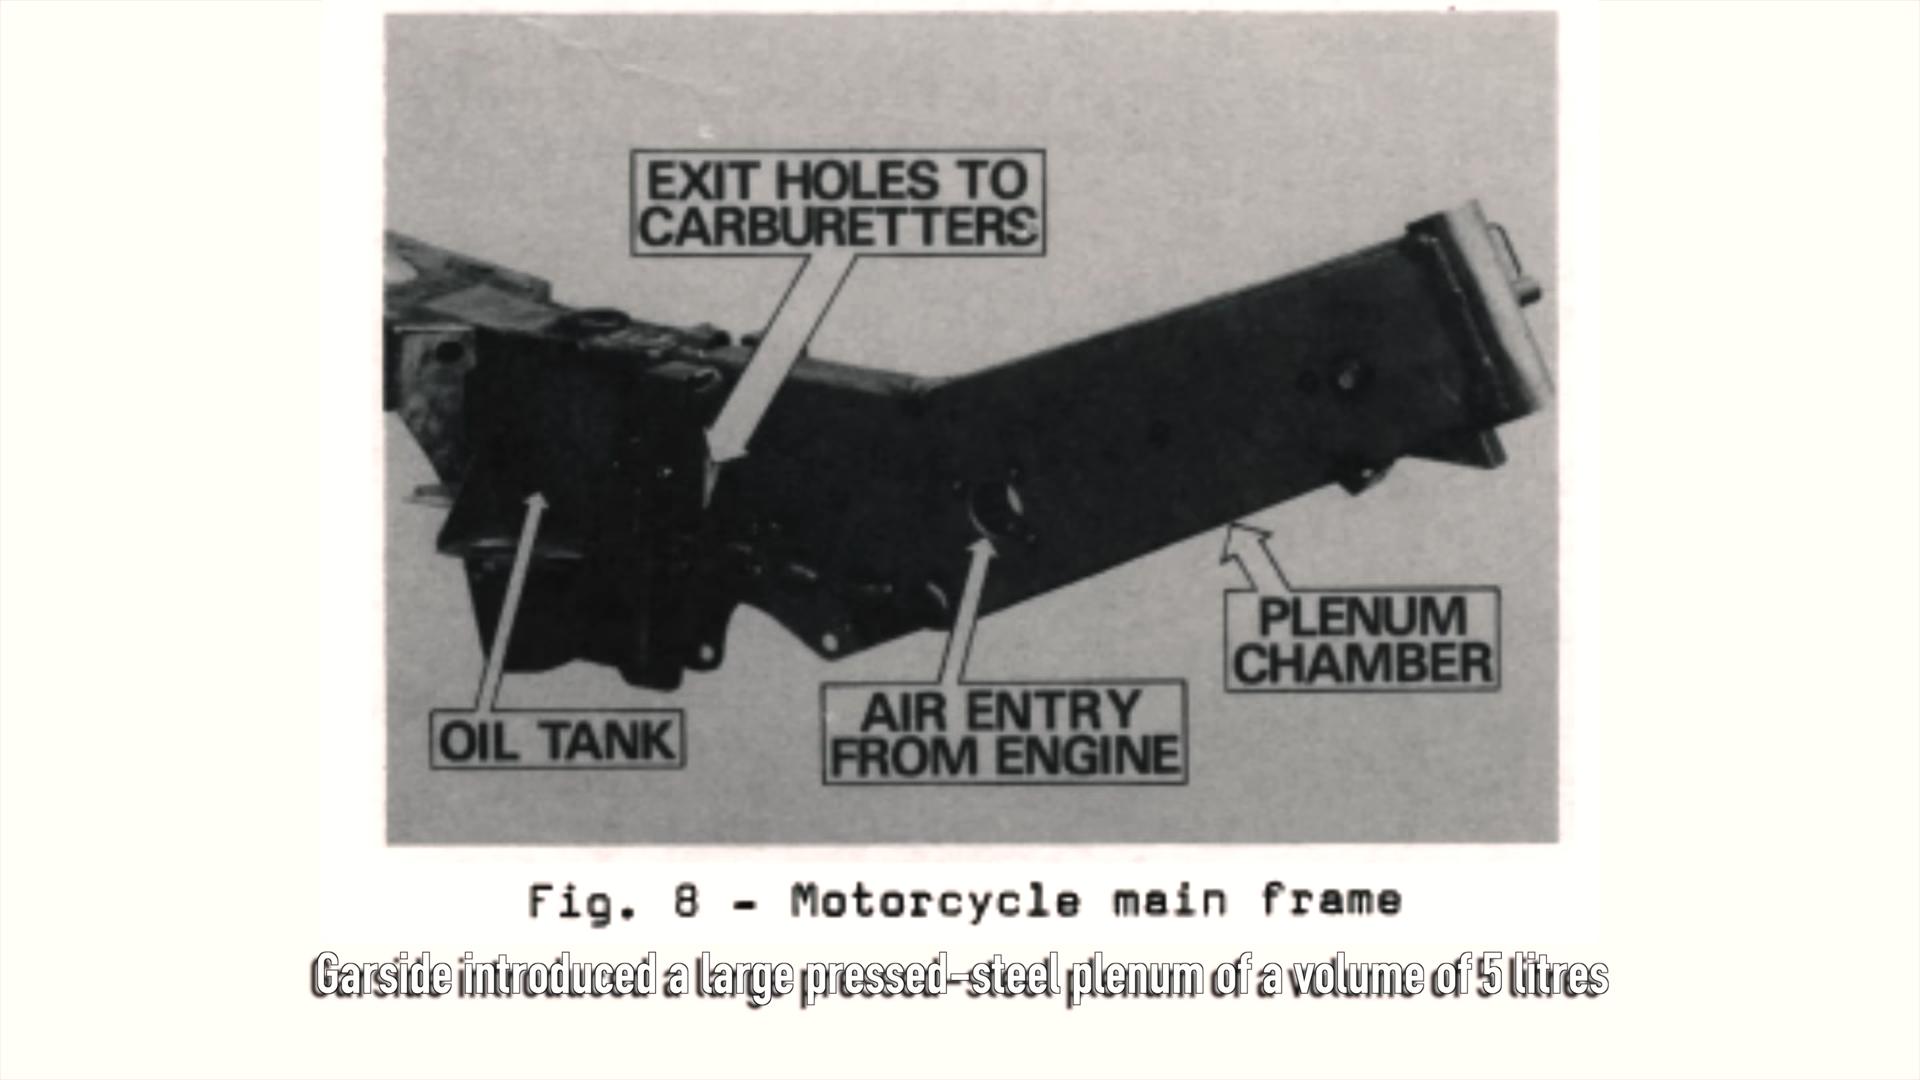 EXIT HOLES TO
CARBURETTERS
OIL TANK
AIR ENTRY
FROM ENGINE
PLENUM
CHAMBER
Fig. 8 - Motorcycle main frame
Garside introduced a large pressed-steel plenum of a volume of 5 litres